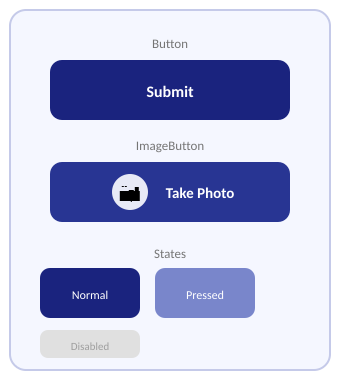 Button
Submit
ImageButton
Take Photo
States
Normal
Pressed
Disabled